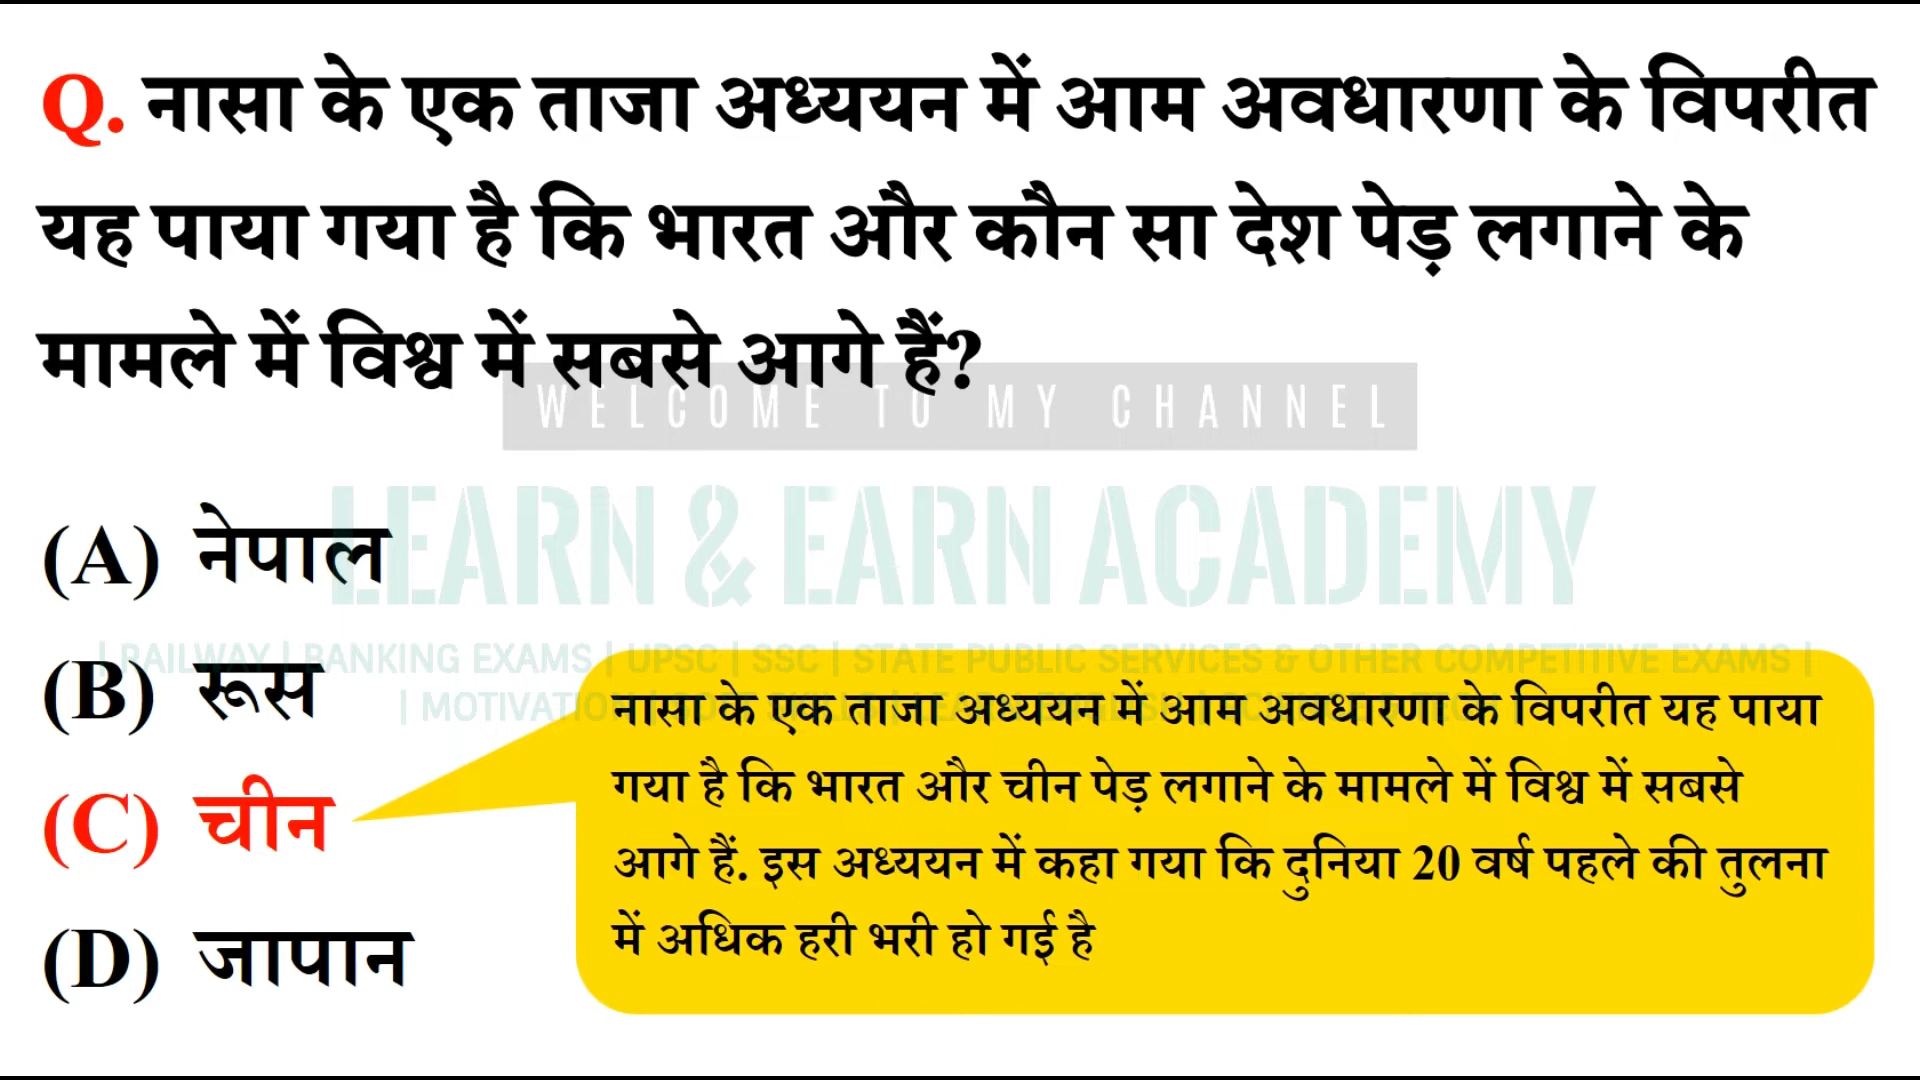 Q. नासा के एक ताजा अध्ययन में आम अवधारणा के विपरीत
यह पाया गया है कि भारत और कौन सा देश पेड़ लगाने के
मामले में विश्व में सबसे आगे हैं?
WELCOME TO MY CHANNEL
LEARN & EARN ACADEMY
(A) नेपाल
| RAILWAY | BANKING EXAMS | UPSC | SSC | STATE PUBLIC SERVICES & OTHER COMPETITIVE EXAMS |
(B) रूस
| MOTIVATION
नासा के एक ताजा अध्ययन में आम अवधारणा के विपरीत यह पाया
गया है कि भारत और चीन पेड़ लगाने के मामले में विश्व में सबसे
आगे हैं. इस अध्ययन में कहा गया कि दुनिया 20 वर्ष पहले की तुलना
में अधिक हरी भरी हो गई है
(C) चीन
(D) जापान